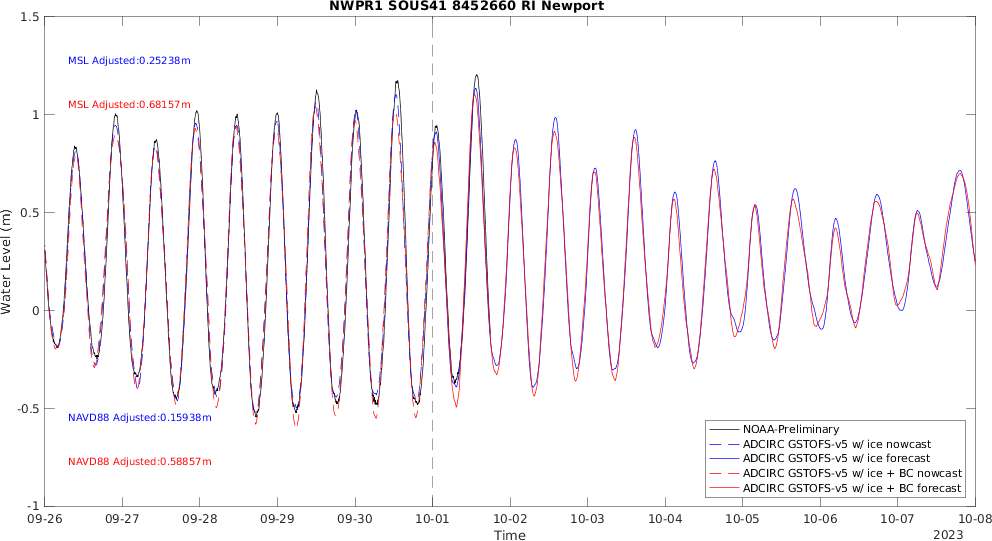 NWPR1 SOUS41 8452660 RI Newport
1.5
1
0.5
0
-0.5
-1
Water Level (m)
MSL Adjusted:0.25238m
MSL Adjusted:0.68157m
NAVD88 Adjusted:0.15938m
NAVD88 Adjusted:0.58857m
NOAA-Preliminary
ADCIRC GSTOFS-v5 w/ ice nowcast
ADCIRC GSTOFS-v5 w/ ice forecast
ADCIRC GSTOFS-v5 w/ ice + BC nowcast
ADCIRC GSTOFS-v5 w/ ice + BC forecast
09-26 09-27 09-28 09-29 09-30 10-01 10-02 10-03 10-04 10-05 10-06 10-07 10-08
Time
2023